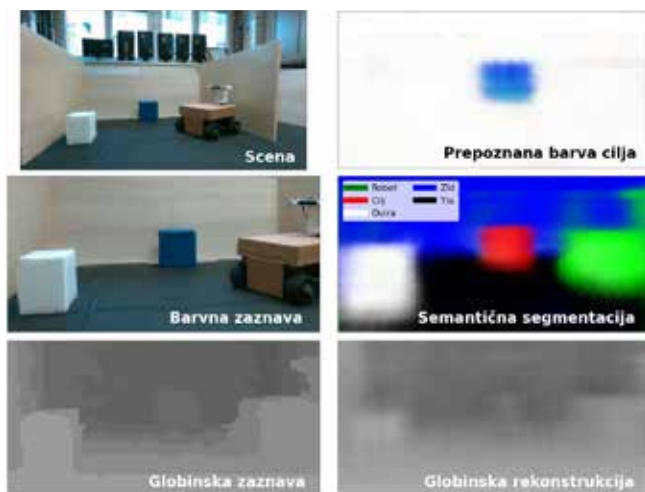 Scena
Prepoznana barva cilja
Robot
Zid
Cilj
Tla
Ovira
Barvna zaznava
Semantična segmentacija
Globinska zaznava
Globinska rekonstrukcija